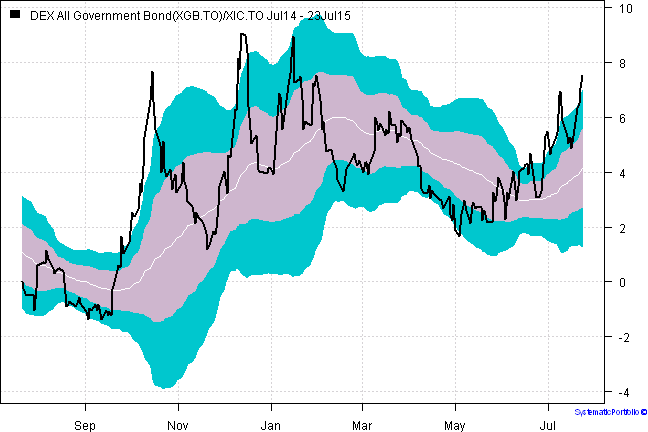 DEX All Government Bond(XGB.TO)/XIC.TO Jul14 - 23Jul15
10
8
6
4
2
0
-2
-4
Sep Nov Jan Mar May Jul
SystematicPortfolio ©